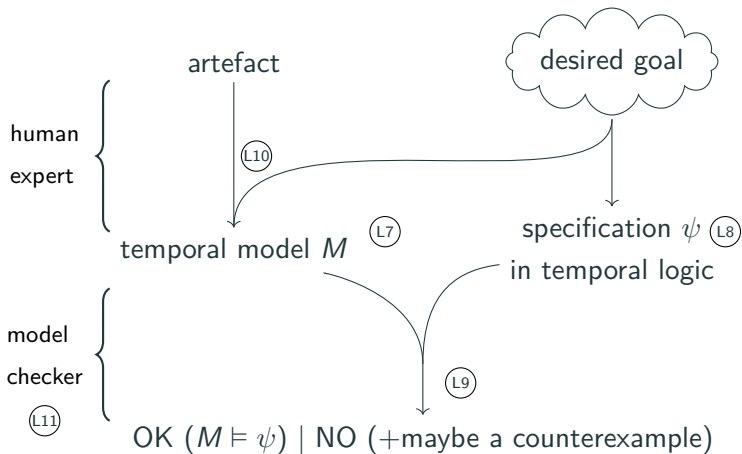 artefact
desired goal
human
expert
L10
temporal model M
L7
specification ψ
L8
in temporal logic
model
checker
L11
L9
OK (M ⊨ ψ) | NO (+maybe a counterexample)